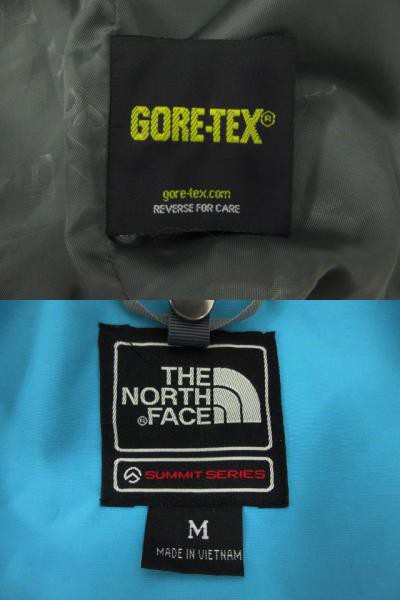 GORE-TEX®
gore-tex.com
REVERSE FOR CARE
THE
NORTH
®FACE
SUMMIT SERIES
M
MADE IN VIETNAM